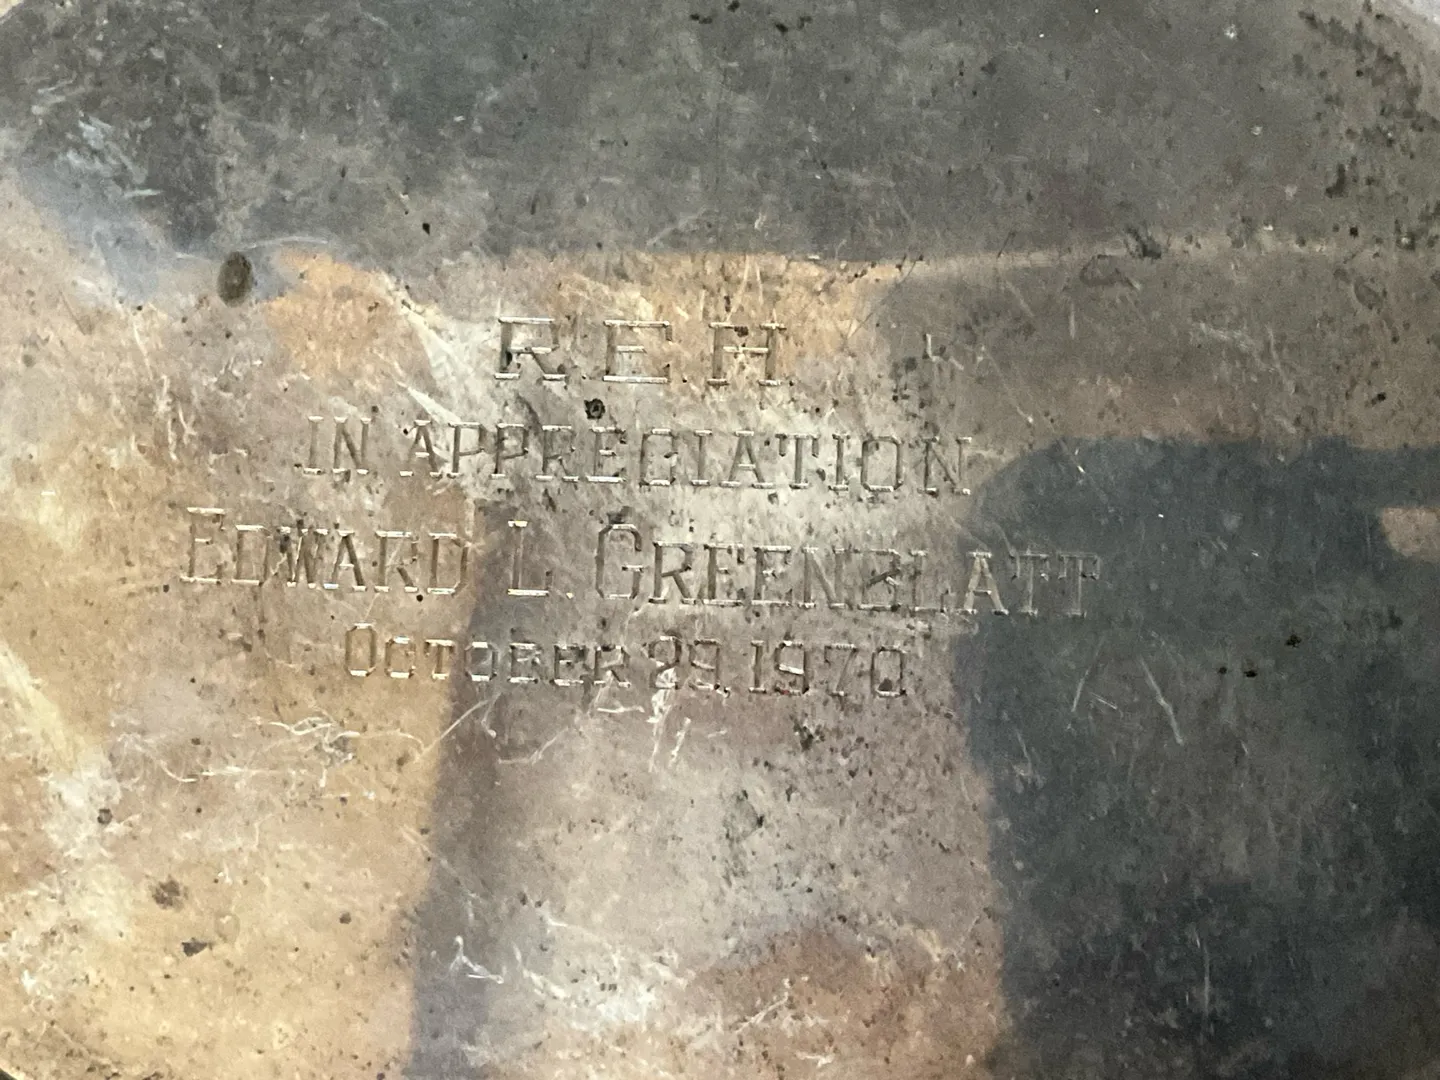 R.E.H.
IN APPRECIATION
EDWARD L. GREENBLATT
OCTOBER 29, 1970